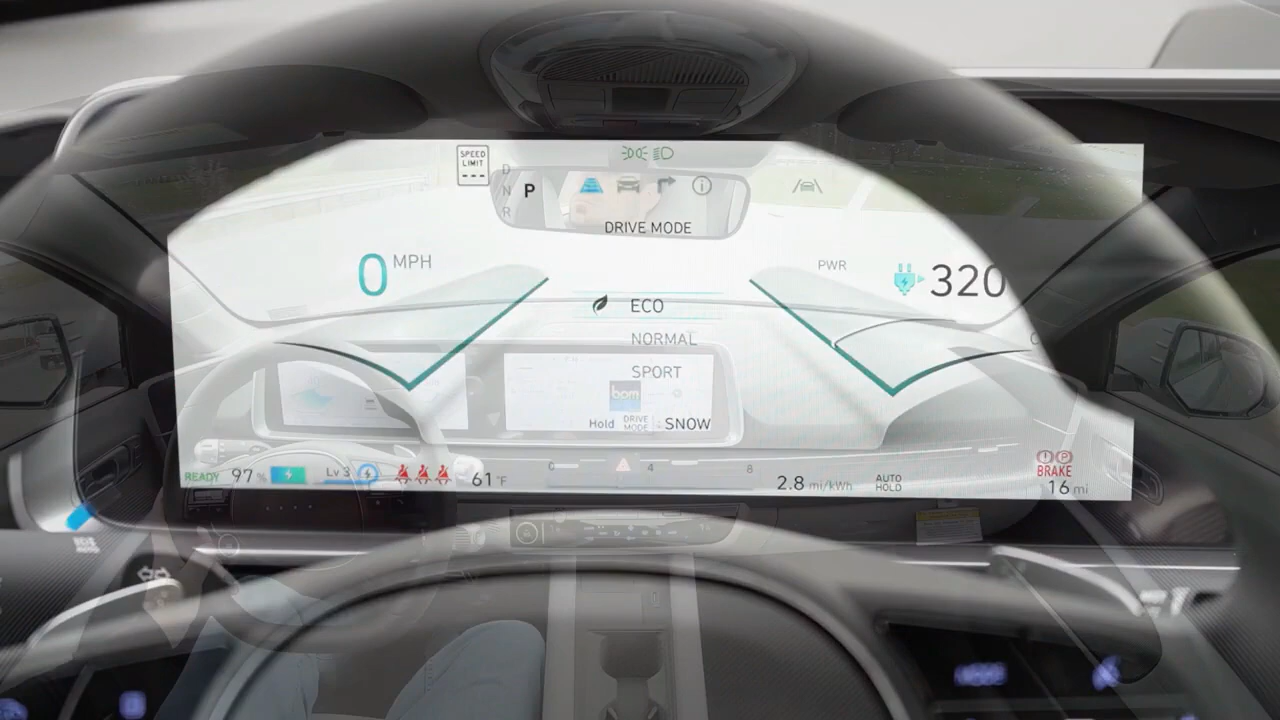 SPEED
LIMIT
---
D
N
R
P
DRIVE MODE
0 MPH
PWR
320
ECO
NORMAL
SPORT
bom
Hold DRIVE MODE : SNOW
READY 97 % Lv 3 61 °F
0 4 8
2.8 mi/kWh
AUTO
HOLD
BRAKE
16 mi